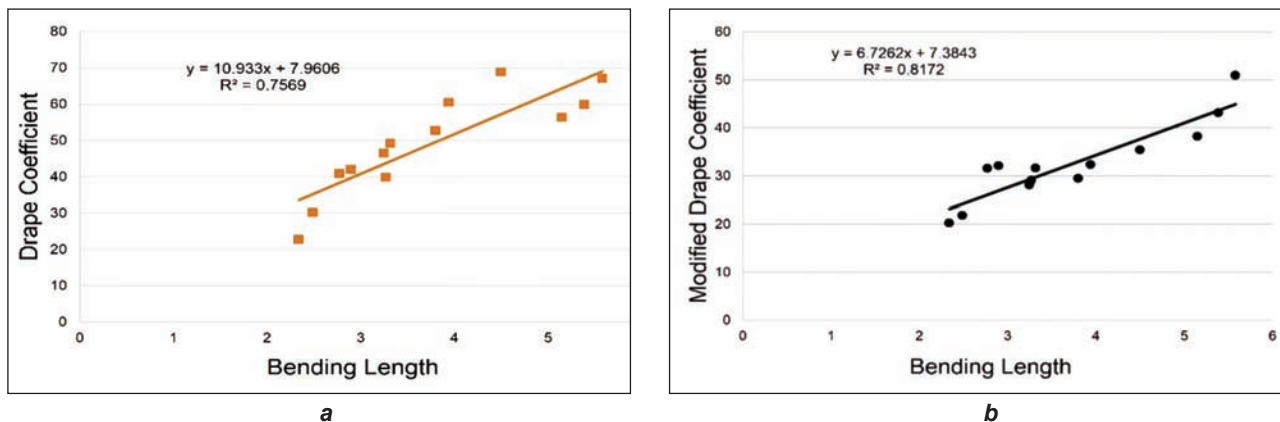 80
70
60
50
40
30
20
10
0
Drape Coefficient
y = 10.933x + 7.9606
R² = 0.7569
0 1 2 3 4 5
Bending Length
a
60
50
40
30
20
10
0
Modified Drape Coefficient
y = 6.7262x + 7.3843
R² = 0.8172
0 1 2 3 4 5 6
Bending Length
b